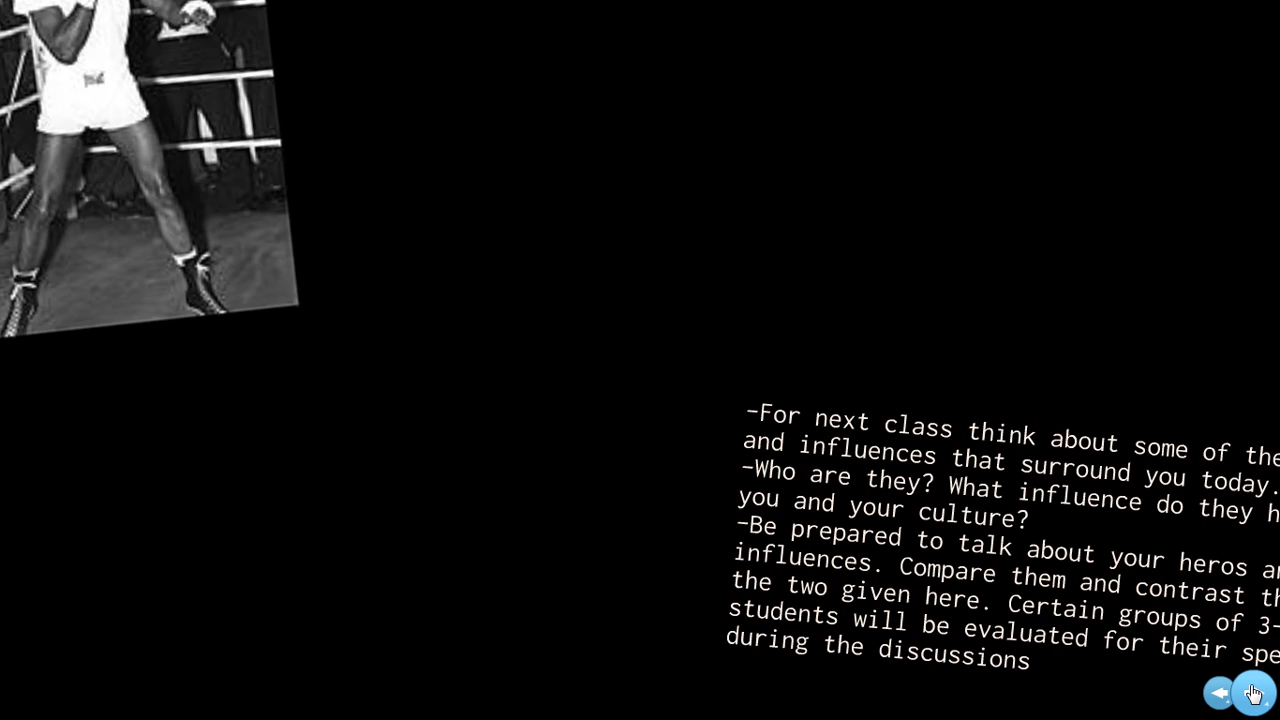 -For next class think about some of the
and influences that surround you today.
-Who are they? What influence do they
you and your culture?
-Be prepared to talk about your heros
influences. Compare them and contrast
the two given here. Certain groups of 3-
students will be evaluated for their
during the discussions